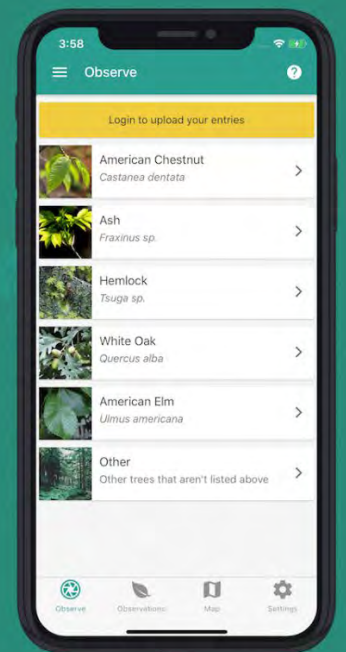 3:58
Observe
Login to upload your entries
American Chestnut
Castanea dentata
Ash
Fraxinus sp.
Hemlock
Tsuga sp.
White Oak
Quercus alba
American Elm
Ulmus americana
Other
Other trees that aren't listed above
Observe
Observations
Map
Settings